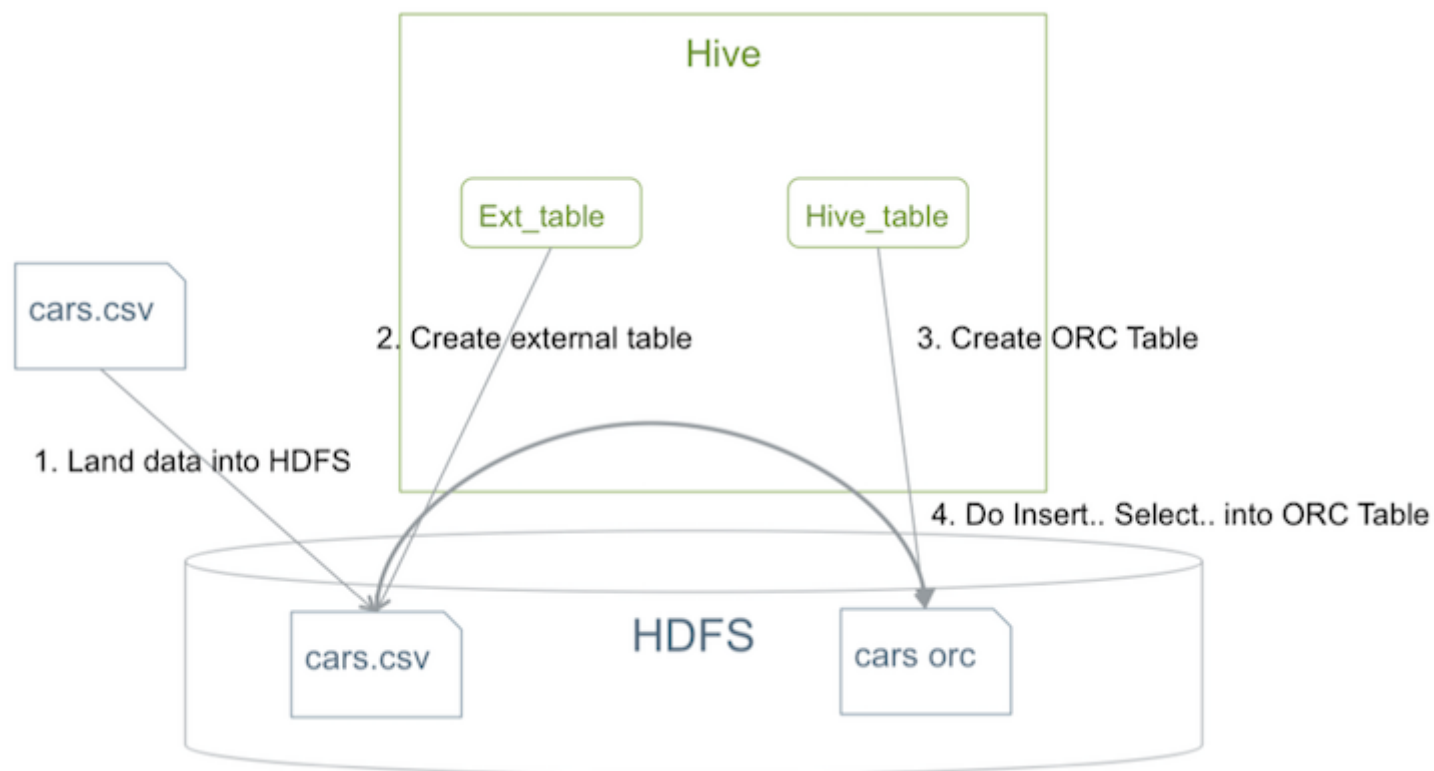 Hive
Ext_table
Hive_table
cars.csv
2. Create external table
3. Create ORC Table
1. Land data into HDFS
4. Do Insert.. Select.. into ORC Table
HDFS
cars.csv
cars orc